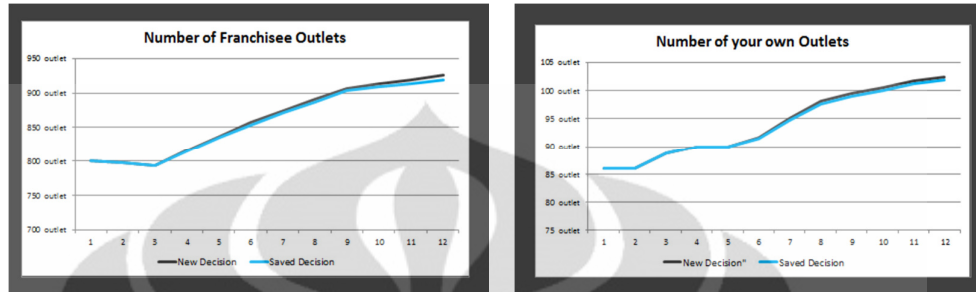 Number of Franchisee Outlets
950 outlet
900 outlet
850 outlet
800 outlet
750 outlet
700 outlet
1 2 3 4 5 6 7 8 9 10 11 12
New Decision Saved Decision
Number of your own Outlets
105 outlet
100 outlet
95 outlet
90 outlet
85 outlet
80 outlet
75 outlet
1 2 3 4 5 6 7 8 9 10 11 12
New Decision" Saved Decision